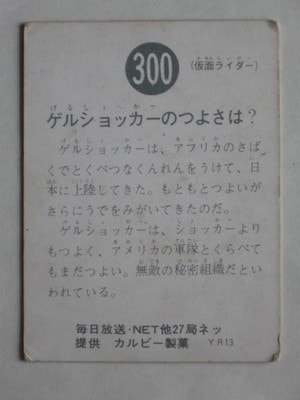 300
(仮面ライダー)
ゲルショッカーのつよさは?
ゲルショッカーは、アフリカのさば
くでとくべつなくんれんをうけて、日
本に上陸してきた。もともとつよいが
さらにうでをみがいてきたのだ。
ゲルショッカーは、ショッカーより
もつよく、アメリカの軍隊とくらべて
もまだつよい。無敵の秘密組織だとい
われている。
毎日放送・NET他27局ネッ
提供 カルビー製菓 YR13